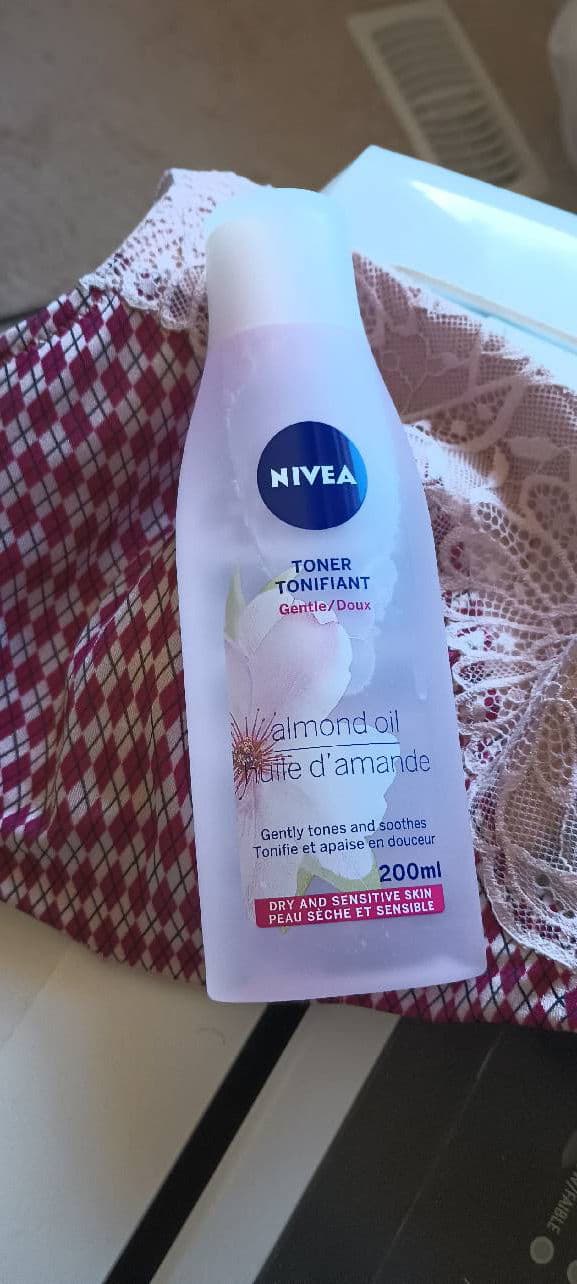 NIVEA
TONER
TONIFIANT
Gentle/Doux
almond oil
huile d'amande
Gently tones and soothes
Tonifie et apaise en douceur
200ml
DRY AND SENSITIVE SKIN
PEAU SÈCHE ET SENSIBLE